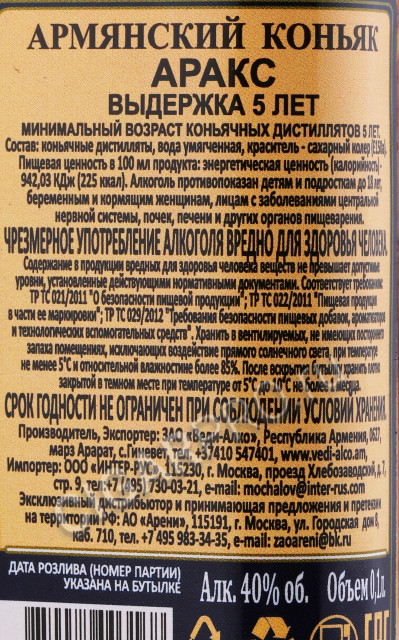 АРМЯНСКИЙ КОНЬЯК
АРАКС
ВЫДЕРЖКА 5 ЛЕТ
МИНИМАЛЬНЫЙ ВОЗРАСТ КОНЬЯЧНЫХ ДИСТИЛЛЯТОВ 5 ЛЕТ.
Состав: коньячные дистилляты, вода умягченная, краситель - сахарный колер (Е150а).
Пищевая ценность в 100 мл продукта: энергетическая ценность (калорийность) -
942,03 КДж (225 ккал). Алкоголь противопоказан детям и подросткам до 18 лет,
беременным и кормящим женщинам, лицам с заболеваниями центральной
нервной системы, почек, печени и других органов пищеварения.
ЧРЕЗМЕРНОЕ УПОТРЕБЛЕНИЕ АЛКОГОЛЯ ВРЕДНО ДЛЯ ЗДОРОВЬЯ ЧЕЛОВЕКА.
Содержание в продукции вредных для здоровья человека веществ не превышает допустимые
уровни, установленные действующими нормативными документами. Соответствует требованиям:
ТР ТС 021/2011 "О безопасности пищевой продукции"; ТР ТС 022/2011 "Пищевая продукция
в части ее маркировки"; ТР ТС 029/2012 "Требования безопасности пищевых добавок, ароматизаторов
и технологических вспомогательных средств". Хранить в вентилируемых, не имеющих постороннего
запаха помещениях, исключающих воздействие прямого солнечного света, при температуре
не менее 5°С и относительной влажностиne более 85%. После вскрытия бутылку хранить плотно
закрытой в темном месте при температуре от 5°С до 20°С не более 1 месяца.
СРОК ГОДНОСТИ НЕ ОГРАНИЧЕН ПРИ СОБЛЮДЕНИИ УСЛОВИЙ ХРАНЕНИЯ.
Производитель, Экспортер: ЗАО «Веди-Алко», Республика Армения, 0617,
марз Арарат, с.Гиневет, тел. +37410 547401, www.vedi-alco.am,
Импортер: ООО «ИНТЕР-РУС», 115230, г. Москва, проезд Хлебозаводский, д. 7,
стр. 9, тел:+7 (495) 730-03-21, e-mail: mochalov@inter-rus.com
Эксклюзивный дистрибьютор и принимающая предложения и претензии
на территории РФ: АО «Арени», 115191, г. Москва, ул. Городская дом 8,
каб. 710, тел. +7 495 983-34-35, e-mail: zaoareni@bk.ru
ДАТА РОЗЛИВА (НОМЕР ПАРТИИ)
УКАЗАНА НА БУТЫЛКЕ
Алк. 40% об. Объем 0,1л.